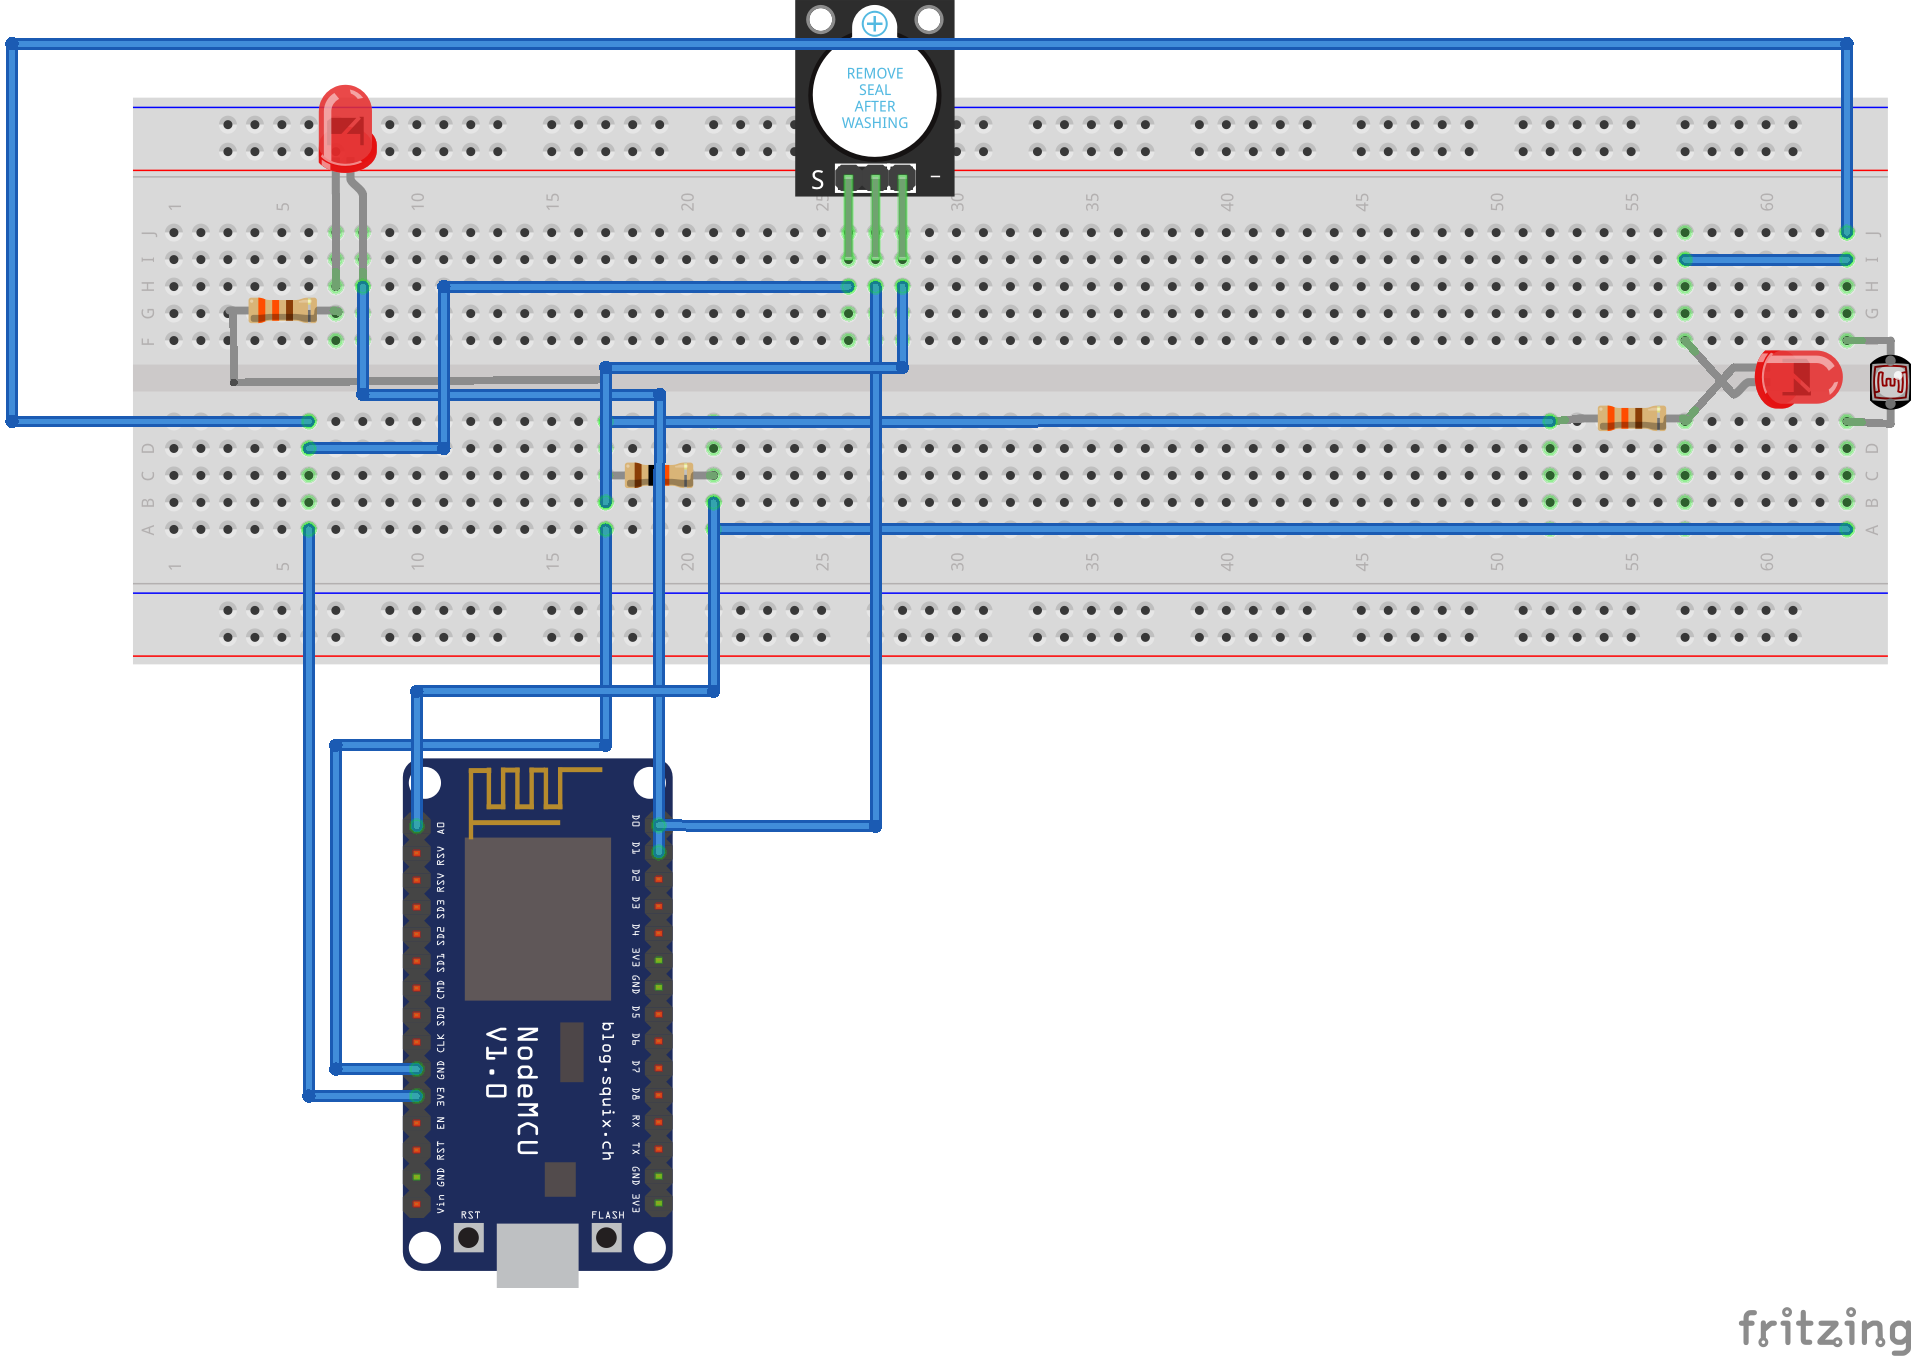 REMOVE
SEAL
AFTER
WASHING
S
−
1 5 10 15 20 25 30 35 40 45 50 55 60
J J
I I
H H
G G
F F
D D
C C
B B
A A
1 5 10 15 20 25 30 35 40 45 50 55 60
A0 D0
RSV D1
RSV D2
SD3 D3
SD2 D4
SD1 3V3
CMD GND
SD0 D5
CLK D6
GND D7
3V3 D8
EN RX
RST TX
GND GND
Vin 3V3
NodeMCU
V1.0
blog.squix.ch
RST FLASH
fritzing